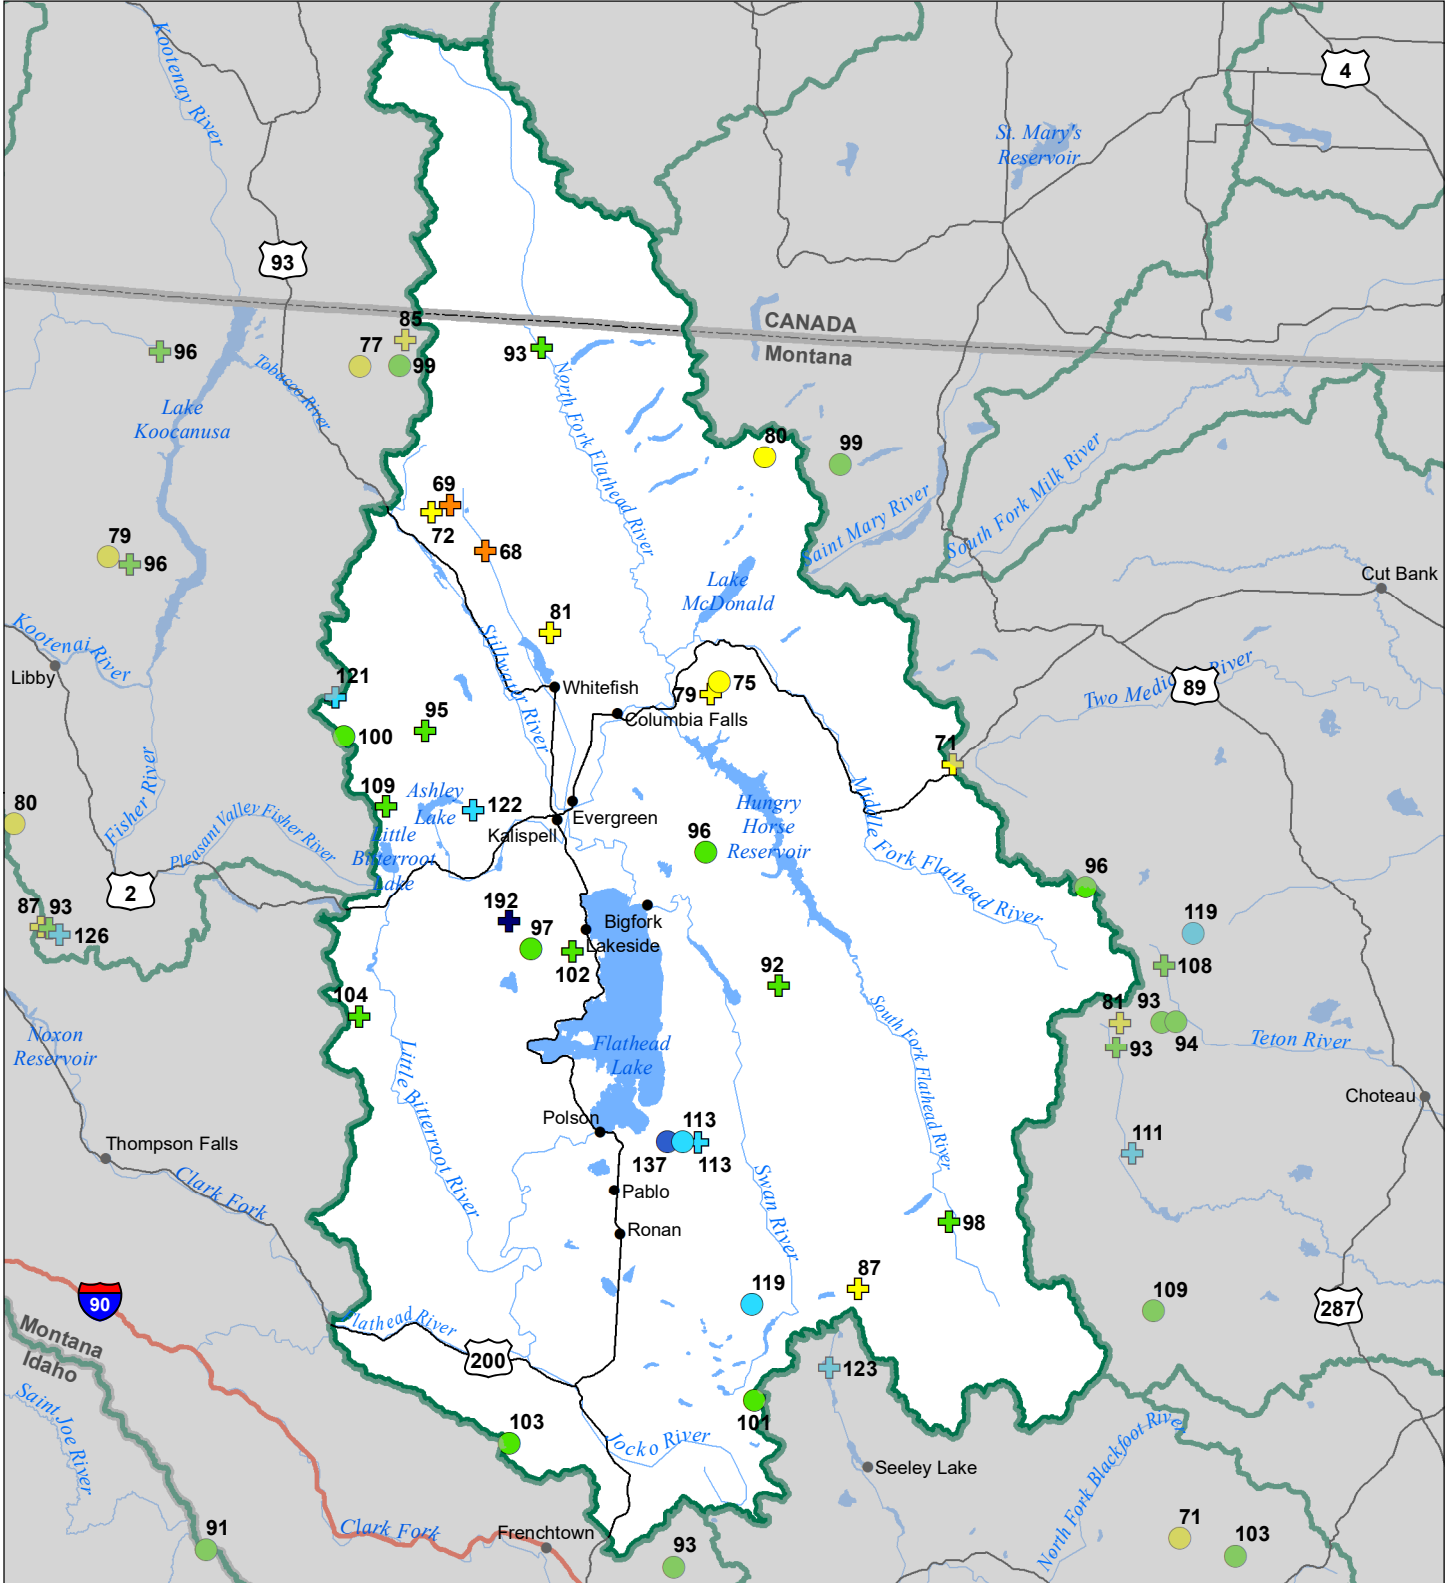 Kootenay River
4
St. Mary's
Reservoir
93
CANADA
Montana
85
77
99
96
93
Tobacco River
Lake
Koocanusa
North Fork Flathead River
80
99
69
72
68
79
96
Saint Mary River
South Fork Milk River
Cut Bank
Lake
McDonald
81
Kootenai River
Libby
Stillwater River
Whitefish
121
79
75
Columbia Falls
89
95
100
71
Fisher River
109
Ashley
Lake
122
Evergreen
Kalispell
Hungry
Horse
Reservoir
Middle Fork Flathead River
80
Pleasant Valley Fisher River
Little
Bitterroot
Lake
96
96
2
87
93
126
192
97
102
Bigfork
Lakeside
119
108
92
104
81
93
94
93
Teton River
Noxon
Reservoir
Little Bitterroot River
Flathead
Lake
South Fork Flathead River
Choteau
Polson
113
137
113
111
Thompson Falls
Clark Fork
Pablo
Swan River
Ronan
98
90
87
119
109
287
Montana
Idaho
200
123
Saint Joe River
101
103
Jocko River
North Fork Blackfoot River
Seeley Lake
91
Clark Fork
Frenchtown
93
71
103